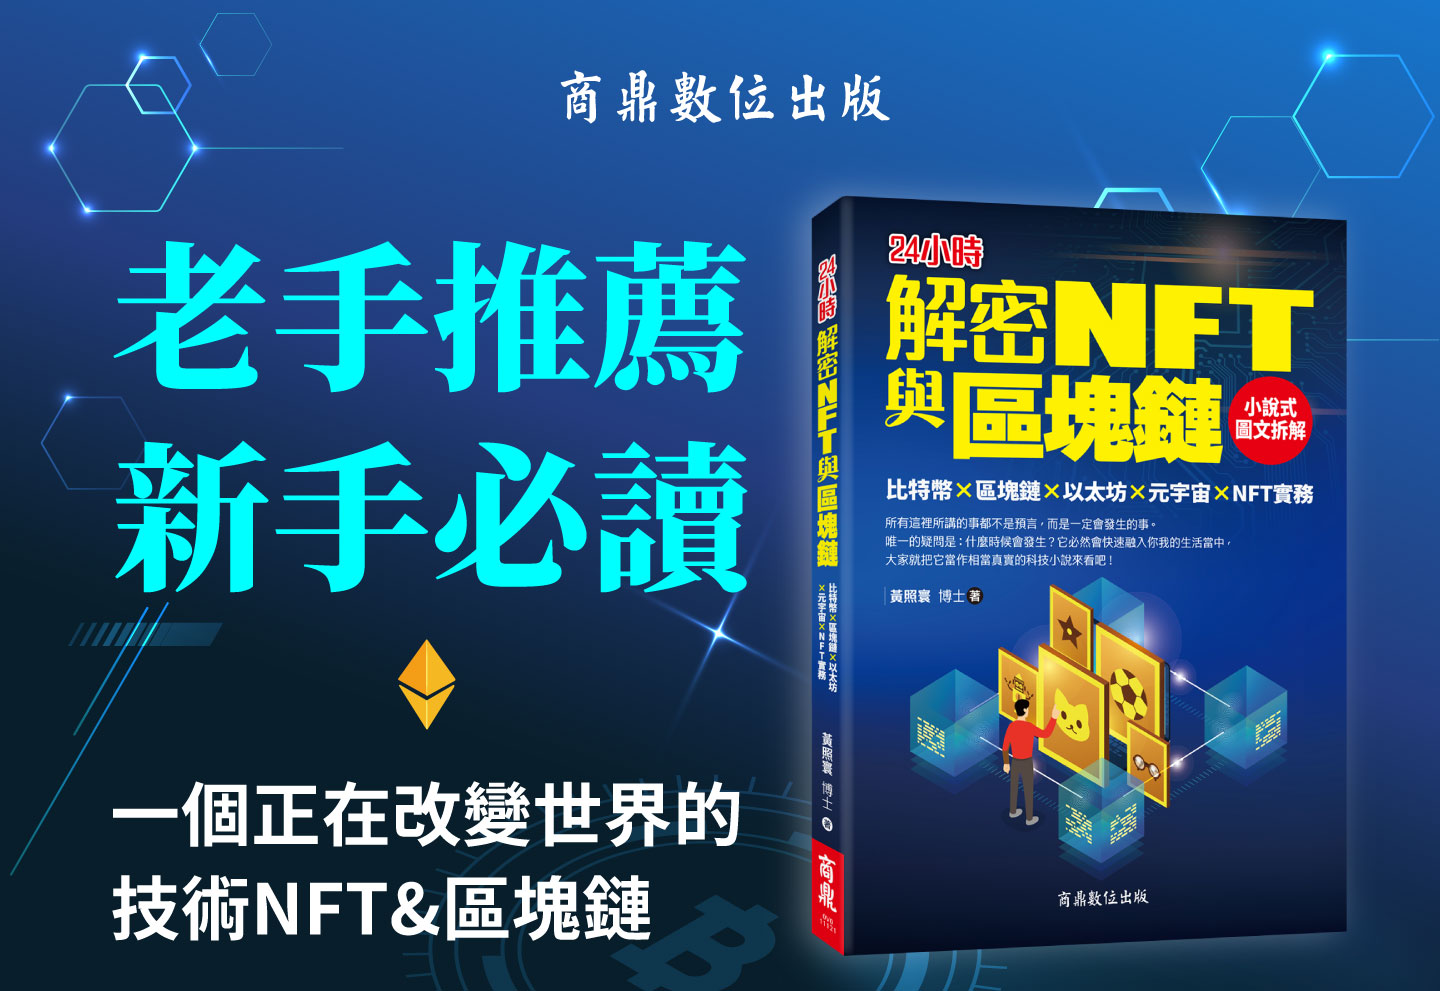 商鼎數位出版
老手推薦
新手必讀
一個正在改變世界的
技術NFT&區塊鏈
24小時
解密NFT
與區塊鏈
小說式
圖文拆解
比特幣×區塊鏈×以太坊×元宇宙×NFT實務
所有這裡所講的事都不是預言，而是一定會發生的事。
唯一的疑問是：什麼時候會發生？它必然會快速融入你我的生活當中，
大家就把它當作相當真實的科技小說來看吧！
黃照寰 博士 著
商鼎數位出版
24小時 解密NFT與區塊鏈
比特幣×區塊鏈×以太坊
×元宇宙×NFT實務
黃照寰 博士 著
商鼎